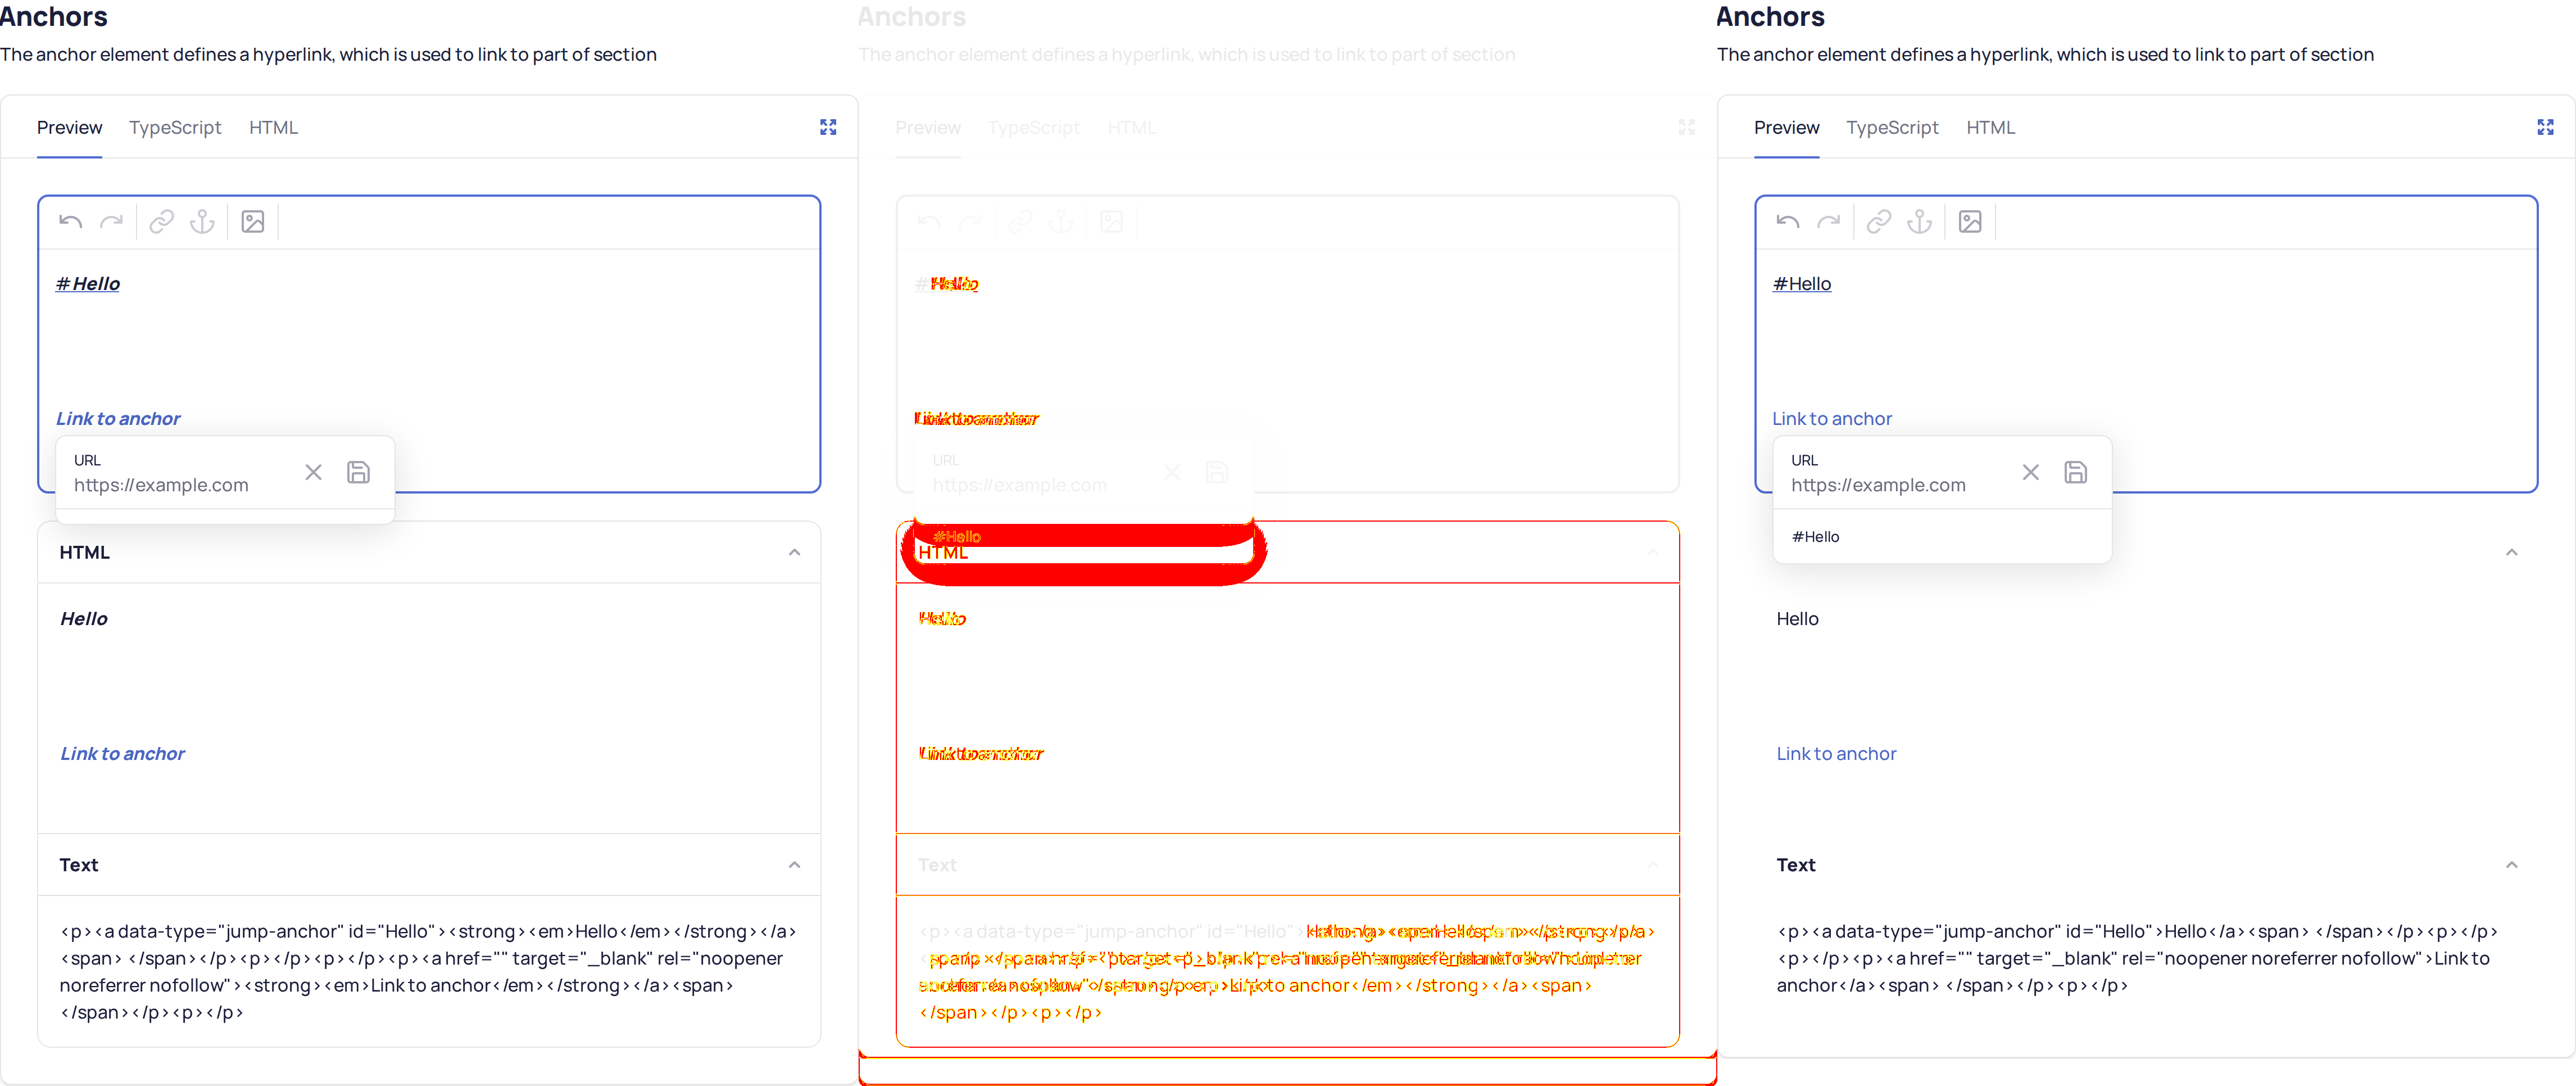 Anchors
The anchor element defines a hyperlink, which is used to link to part of section
Preview TypeScript HTML
#Hello
Link to anchor
URL
https://example.com
HTML
Hello
Link to anchor
Text
<p><a data-type="jump-anchor" id="Hello"><strong><em>Hello</em></strong></a>
<span> </span></p><p></p><p></p><p><a href="" target="_blank" rel="noopener
noreferrer nofollow"><strong><em>Link to anchor</em></strong></a><span>
</span></p><p></p>
Anchors
The anchor element defines a hyperlink, which is used to link to part of section
Preview TypeScript HTML
URL
https://example.com
#Hello
HTML
Text
<p><a data-type="jump-anchor" id="Hello">
to anchor</em></strong></a><span>
</span></p><p></p>
Anchors
The anchor element defines a hyperlink, which is used to link to part of section
Preview TypeScript HTML
#Hello
Link to anchor
URL
https://example.com
#Hello
Hello
Link to anchor
Text
<p><a data-type="jump-anchor" id="Hello">Hello</a><span> </span></p><p></p>
<p></p><p><a href="" target="_blank" rel="noopener noreferrer nofollow">Link to
anchor</a><span> </span></p><p></p>